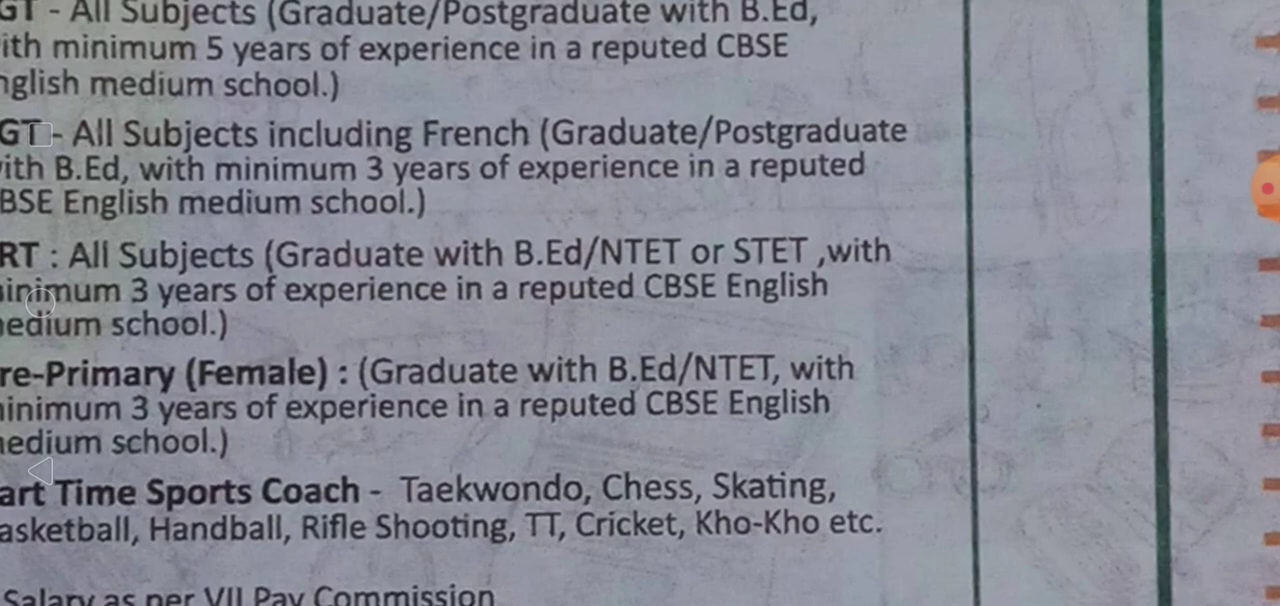 GT - All Subjects (Graduate/Postgraduate with B.Ed,
ith minimum 5 years of experience in a reputed CBSE
nglish medium school.)
GT - All Subjects including French (Graduate/Postgraduate
ith B.Ed, with minimum 3 years of experience in a reputed
BSE English medium school.)
RT : All Subjects (Graduate with B.Ed/NTET or STET ,with
inimum 3 years of experience in a reputed CBSE English
edium school.)
re-Primary (Female) : (Graduate with B.Ed/NTET, with
inimum 3 years of experience in a reputed CBSE English
edium school.)
art Time Sports Coach - Taekwondo, Chess, Skating,
asketball, Handball, Rifle Shooting, TT, Cricket, Kho-Kho etc.
Salary as per VII Pay Commission